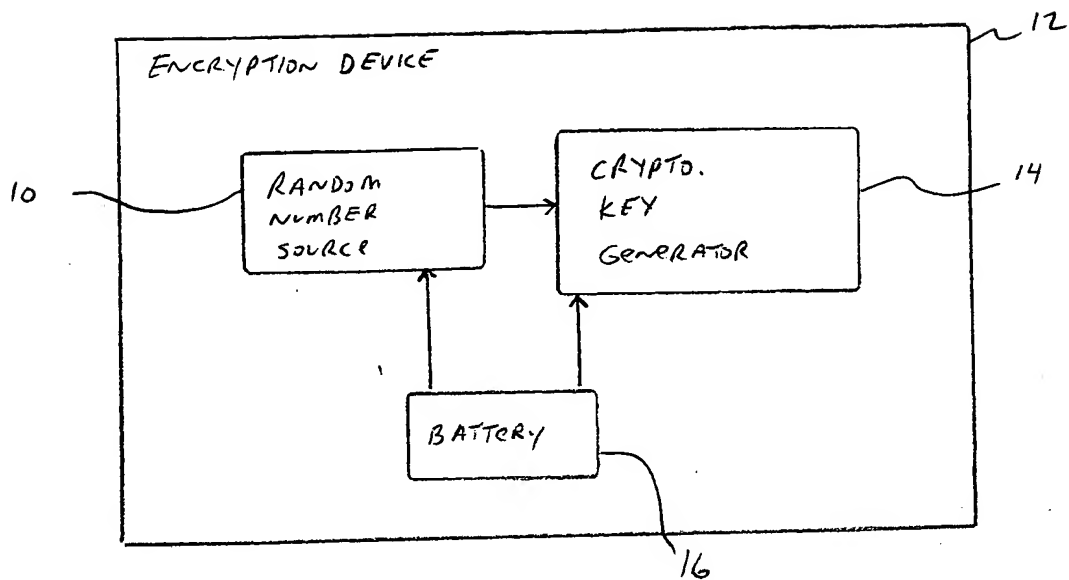 12
ENCRYPTION DEVICE
10
RANDOM
NUMBER
SOURCE
CRYPTO.
KEY
GENERATOR
14
BATTERY
16